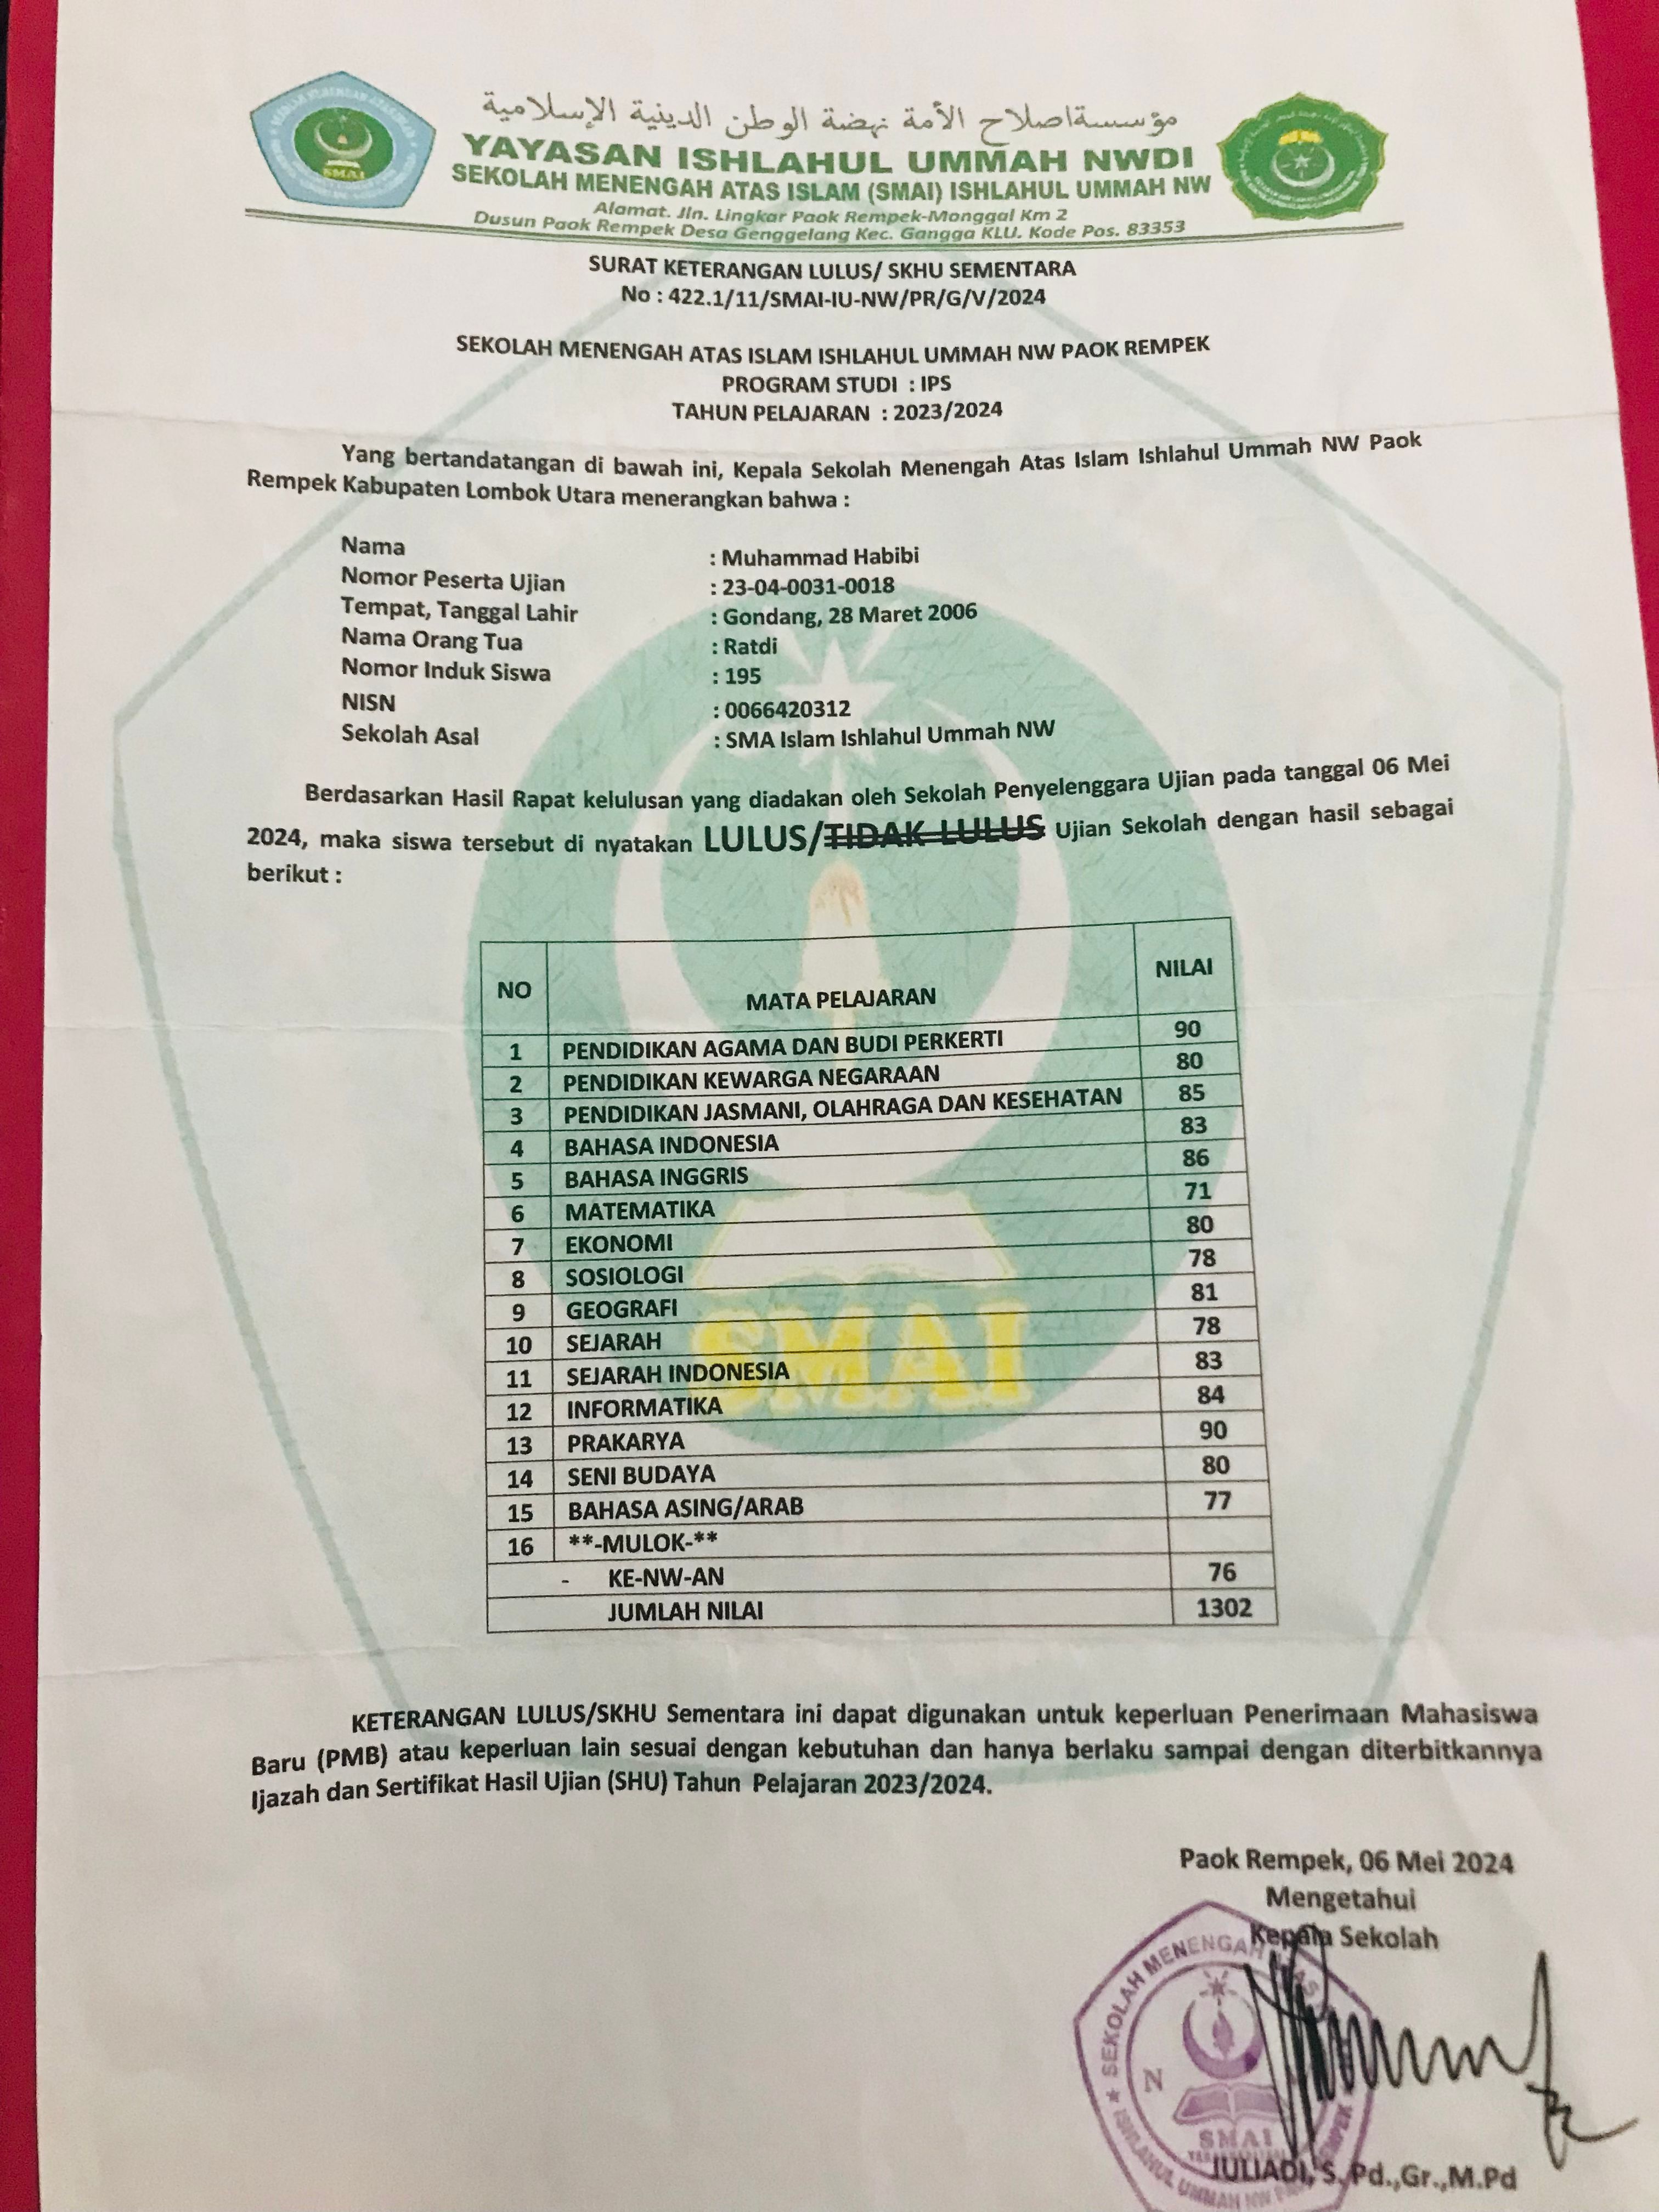 مؤسسة اصلاح الأمة نهضة الوطن الدينية الإسلامية
YAYASAN ISHLAHUL UMMAH NWDI
SEKOLAH MENENGAH ATAS ISLAM (SMAI) ISHLAHUL UMMAH NW
Alamat. Jln. Lingkar Paok Rempek-Monggal Km 2
Dusun Paok Rempek Desa Genggelang Kec. Gangga KLU. Kode Pos. 83353
SMAI
SURAT KETERANGAN LULUS/ SKHU SEMENTARA
No : 422.1/11/SMAI-IU-NW/PR/G/V/2024
SEKOLAH MENENGAH ATAS ISLAM ISHLAHUL UMMAH NW PAOK REMPEK
PROGRAM STUDI : IPS
TAHUN PELAJARAN : 2023/2024
Yang bertandatangan di bawah ini, Kepala Sekolah Menengah Atas Islam Ishlahul Ummah NW Paok
Rempek Kabupaten Lombok Utara menerangkan bahwa :
Nama : Muhammad Habibi
Nomor Peserta Ujian : 23-04-0031-0018
Tempat, Tanggal Lahir : Gondang, 28 Maret 2006
Nama Orang Tua : Ratdi
Nomor Induk Siswa : 195
NISN : 0066420312
Sekolah Asal : SMA Islam Ishlahul Ummah NW
Berdasarkan Hasil Rapat kelulusan yang diadakan oleh Sekolah Penyelenggara Ujian pada tanggal 06 Mei
2024, maka siswa tersebut di nyatakan LULUS/TIDAK LULUS Ujian Sekolah dengan hasil sebagai
berikut :
NO MATA PELAJARAN NILAI
1 PENDIDIKAN AGAMA DAN BUDI PERKERTI 90
2 PENDIDIKAN KEWARGA NEGARAAN 80
3 PENDIDIKAN JASMANI, OLAHRAGA DAN KESEHATAN 85
4 BAHASA INDONESIA 83
5 BAHASA INGGRIS 86
6 MATEMATIKA 71
7 EKONOMI 80
8 SOSIOLOGI 78
9 GEOGRAFI 81
10 SEJARAH 78
11 SEJARAH INDONESIA 83
12 INFORMATIKA 84
13 PRAKARYA 90
14 SENI BUDAYA 80
15 BAHASA ASING/ARAB 77
16 **-MULOK-**
- KE-NW-AN 76
JUMLAH NILAI 1302
SMAI
KETERANGAN LULUS/SKHU Sementara ini dapat digunakan untuk keperluan Penerimaan Mahasiswa
Baru (PMB) atau keperluan lain sesuai dengan kebutuhan dan hanya berlaku sampai dengan diterbitkannya
Ijazah dan Sertifikat Hasil Ujian (SHU) Tahun Pelajaran 2023/2024.
Paok Rempek, 06 Mei 2024
Mengetahui
Kepala Sekolah
SEKOLAH MENENGAH
N
SMAI
ISHLAHUL UMMAH NW
JULIADI, S.Pd.,Gr.,M.Pd